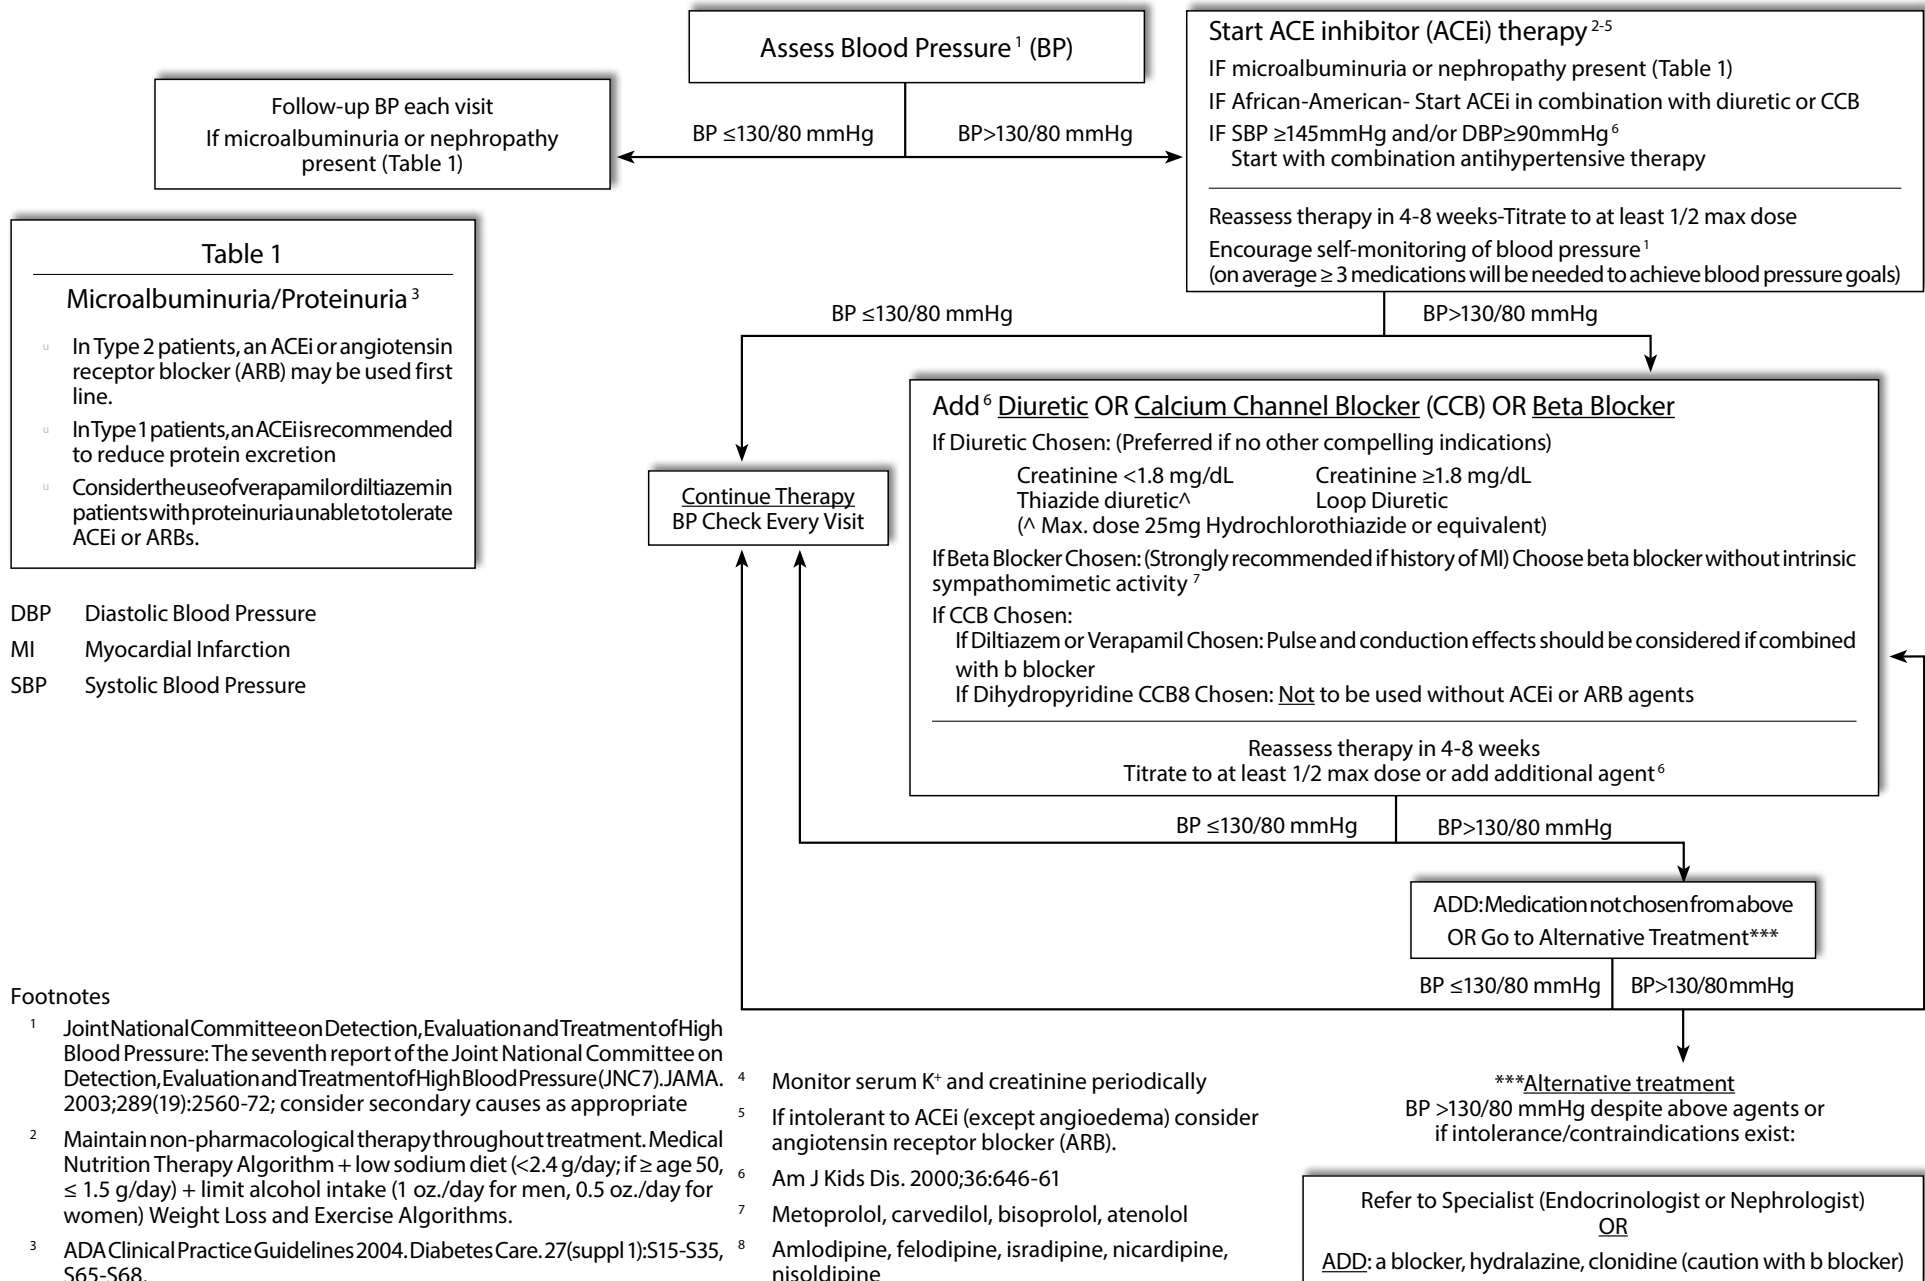 Assess Blood Pressure 1 (BP)
BP ≤130/80 mmHg
BP>130/80 mmHg
Follow-up BP each visit
If microalbuminuria or nephropathy
present (Table 1)
Start ACE inhibitor (ACEi) therapy 2-5
IF microalbuminuria or nephropathy present (Table 1)
IF African-American- Start ACEi in combination with diuretic or CCB
IF SBP ≥145mmHg and/or DBP≥90mmHg 6
Start with combination antihypertensive therapy
Reassess therapy in 4-8 weeks-Titrate to at least 1/2 max dose
Encourage self-monitoring of blood pressure 1
(on average ≥ 3 medications will be needed to achieve blood pressure goals)
Table 1
Microalbuminuria/Proteinuria 3
u In Type 2 patients, an ACEi or angiotensin
receptor blocker (ARB) may be used first
line.
u In Type 1 patients, an ACEi is recommended
to reduce protein excretion
u Consider the use of verapamil or diltiazem in
patients with proteinuria unable to tolerate
ACEi or ARBs.
DBP Diastolic Blood Pressure
MI Myocardial Infarction
SBP Systolic Blood Pressure
BP ≤130/80 mmHg
BP>130/80 mmHg
Continue Therapy
BP Check Every Visit
Add 6 Diuretic OR Calcium Channel Blocker (CCB) OR Beta Blocker
If Diuretic Chosen: (Preferred if no other compelling indications)
Creatinine <1.8 mg/dL Creatinine ≥1.8 mg/dL
Thiazide diuretic^ Loop Diuretic
(^ Max. dose 25mg Hydrochlorothiazide or equivalent)
If Beta Blocker Chosen: (Strongly recommended if history of MI) Choose beta blocker without intrinsic
sympathomimetic activity 7
If CCB Chosen:
If Diltiazem or Verapamil Chosen: Pulse and conduction effects should be considered if combined
with b blocker
If Dihydropyridine CCB8 Chosen: Not to be used without ACEi or ARB agents
Reassess therapy in 4-8 weeks
Titrate to at least 1/2 max dose or add additional agent 6
BP ≤130/80 mmHg
BP>130/80 mmHg
ADD: Medication not chosen from above
OR Go to Alternative Treatment***
BP ≤130/80 mmHg
BP>130/80 mmHg
***Alternative treatment
BP >130/80 mmHg despite above agents or
if intolerance/contraindications exist:
Refer to Specialist (Endocrinologist or Nephrologist)
OR
ADD: a blocker, hydralazine, clonidine (caution with b blocker)
Footnotes
1 Joint National Committee on Detection, Evaluation and Treatment of High
Blood Pressure: The seventh report of the Joint National Committee on
Detection, Evaluation and Treatment of High Blood Pressure (JNC7). JAMA.
2003;289(19):2560-72; consider secondary causes as appropriate
2 Maintain non-pharmacological therapy throughout treatment. Medical
Nutrition Therapy Algorithm + low sodium diet (<2.4 g/day; if ≥ age 50,
≤ 1.5 g/day) + limit alcohol intake (1 oz./day for men, 0.5 oz./day for
women) Weight Loss and Exercise Algorithms.
3 ADA Clinical Practice Guidelines 2004. Diabetes Care. 27(suppl 1):S15-S35,
S65-S68.
4 Monitor serum K+ and creatinine periodically
5 If intolerant to ACEi (except angioedema) consider
angiotensin receptor blocker (ARB).
6 Am J Kids Dis. 2000;36:646-61
7 Metoprolol, carvedilol, bisoprolol, atenolol
8 Amlodipine, felodipine, isradipine, nicardipine,
nisoldipine